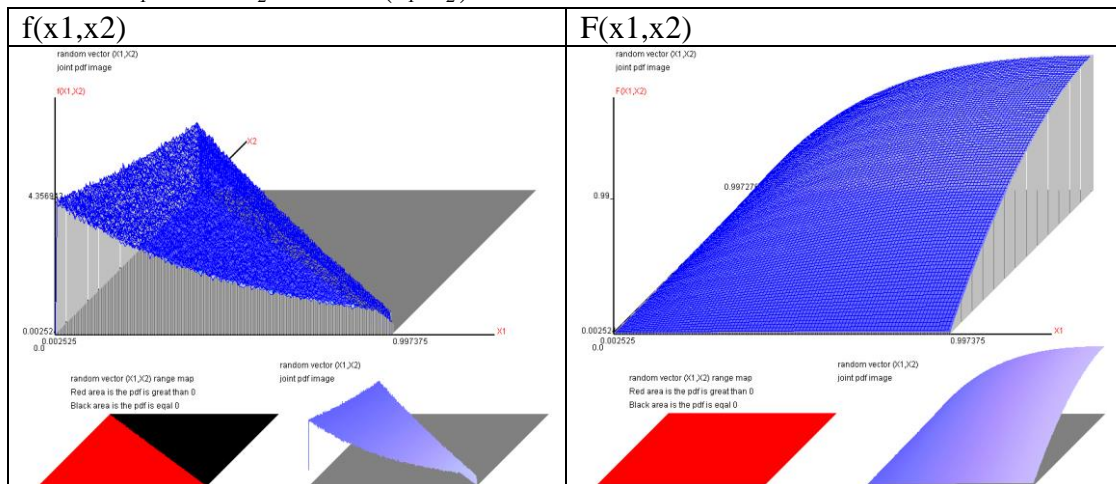 f(x1,x2)
random vector (X1,X2)
joint pdf image
f(X1,X2)
X2
4.356943
0.00252
0.002525
0.0
0.997375
X1
random vector (X1,X2) range map
Red area is the pdf is great than 0
Black area is the pdf is eqal 0
random vector (X1,X2)
joint pdf image
F(x1,x2)
random vector (X1,X2)
joint pdf image
F(X1,X2)
0.99
0.99727
0.00252
0.002525
0.0
0.997375
X1
random vector (X1,X2) range map
Red area is the pdf is great than 0
Black area is the pdf is eqal 0
random vector (X1,X2)
joint pdf image